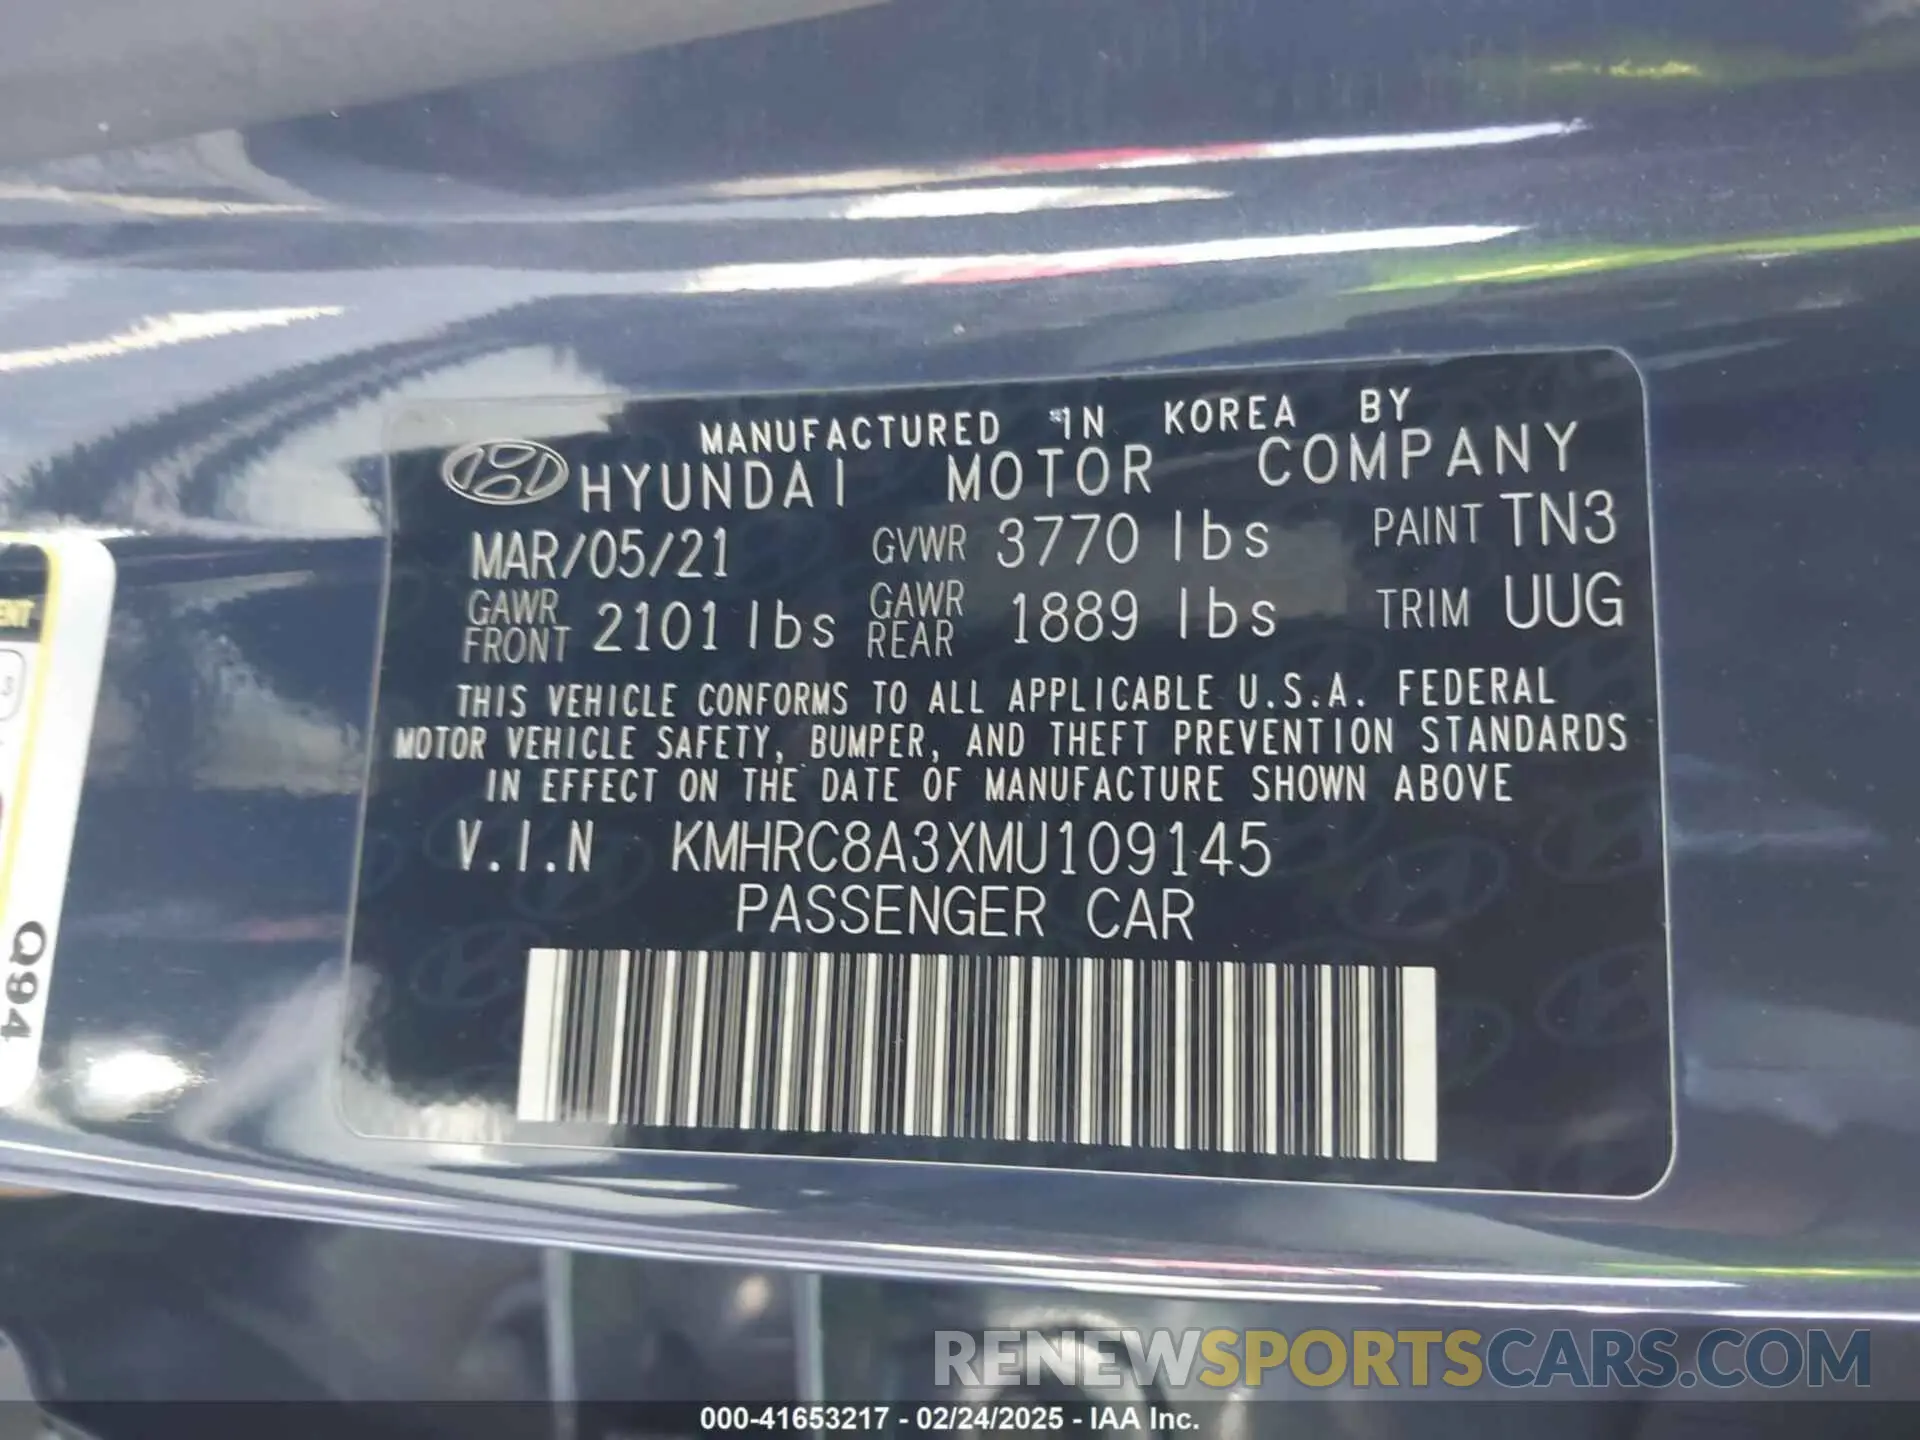 MANUFACTURED IN KOREA BY
HYUNDAI MOTOR COMPANY
MAR/05/21 GVWR 3770 lbs PAINT TN3
GAWR FRONT 2101 lbs GAWR REAR 1889 lbs TRIM UUG
THIS VEHICLE CONFORMS TO ALL APPLICABLE U.S.A. FEDERAL
MOTOR VEHICLE SAFETY, BUMPER, AND THEFT PREVENTION STANDARDS
IN EFFECT ON THE DATE OF MANUFACTURE SHOWN ABOVE
V.I.N KMHRC8A3XMU109145
PASSENGER CAR
Q94
RENEWSPORTSCARS.COM
000-41653217 - 02/24/2025 - IAA Inc.